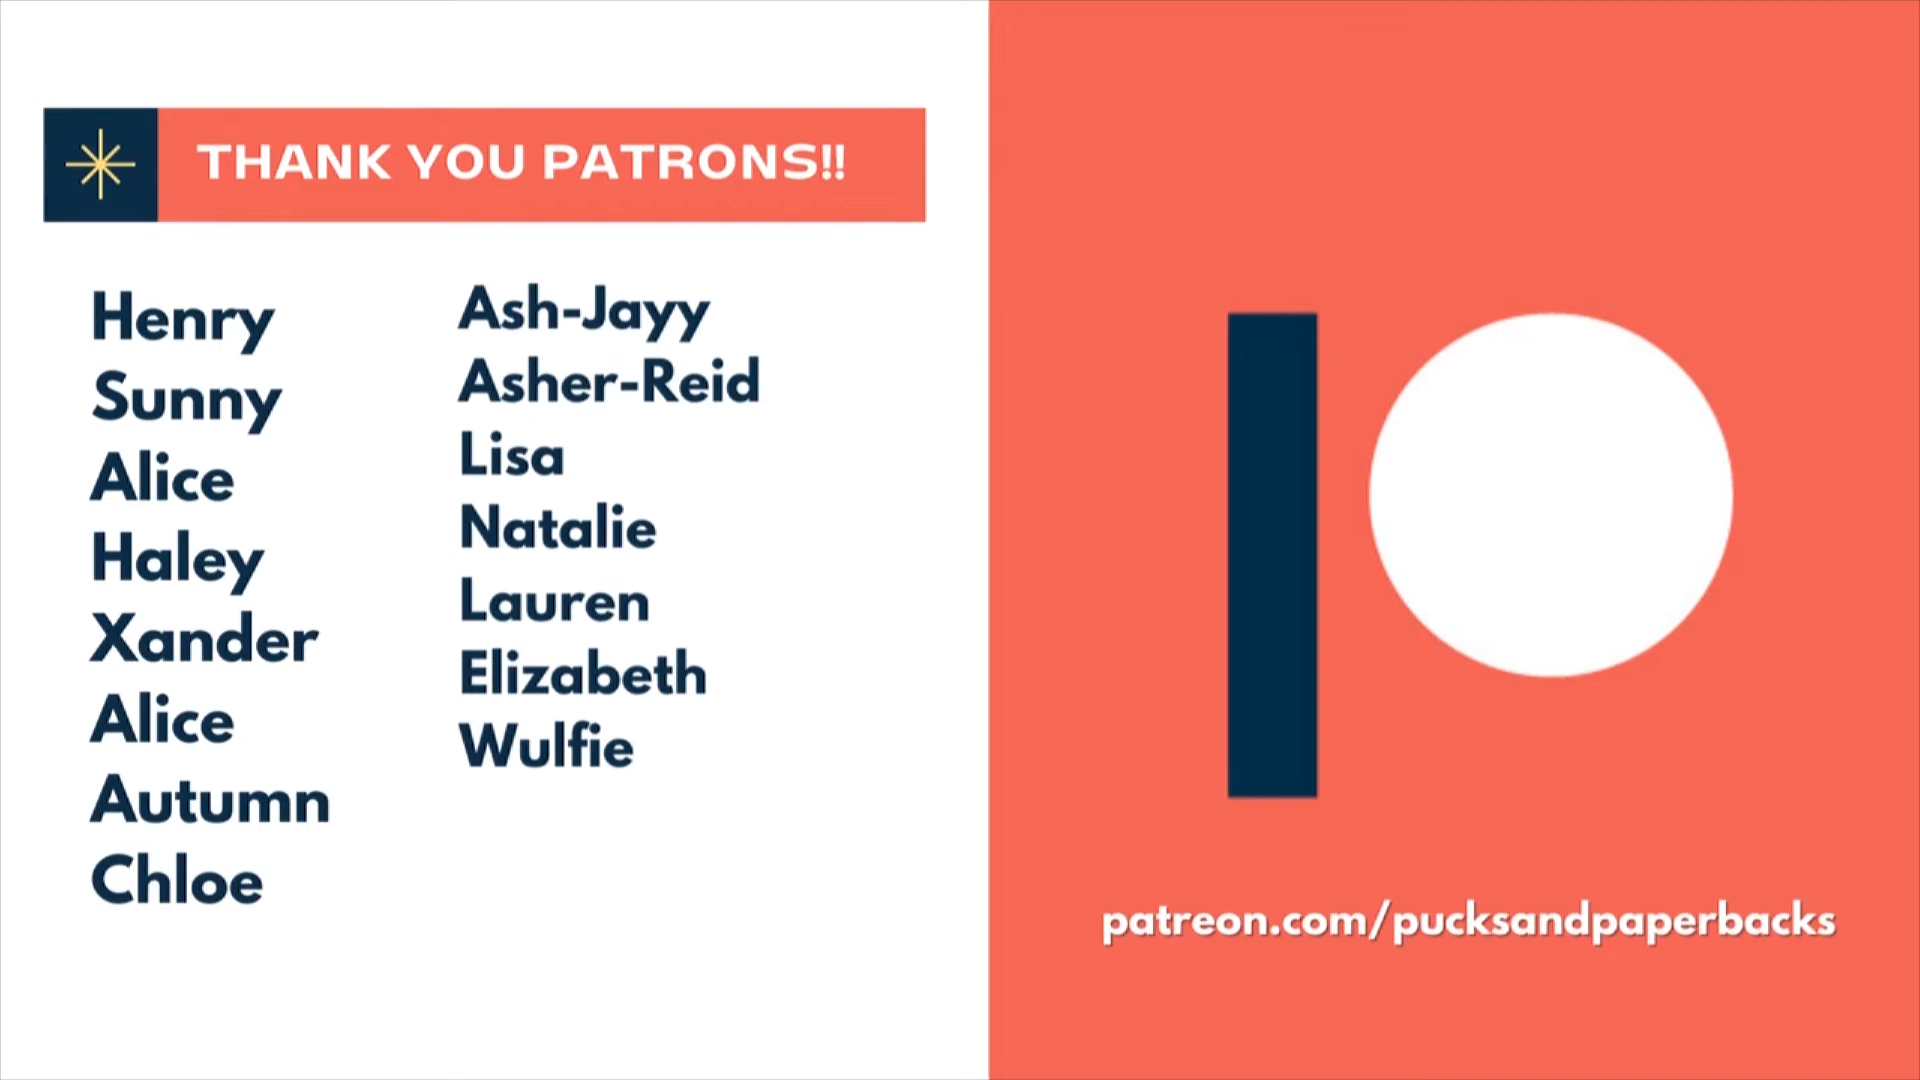 THANK YOU PATRONS!!
Henry
Sunny
Alice
Haley
Xander
Alice
Autumn
Chloe
Ash-Jayy
Asher-Reid
Lisa
Natalie
Lauren
Elizabeth
Wulfie
patreon.com/pucksandpaperbacks